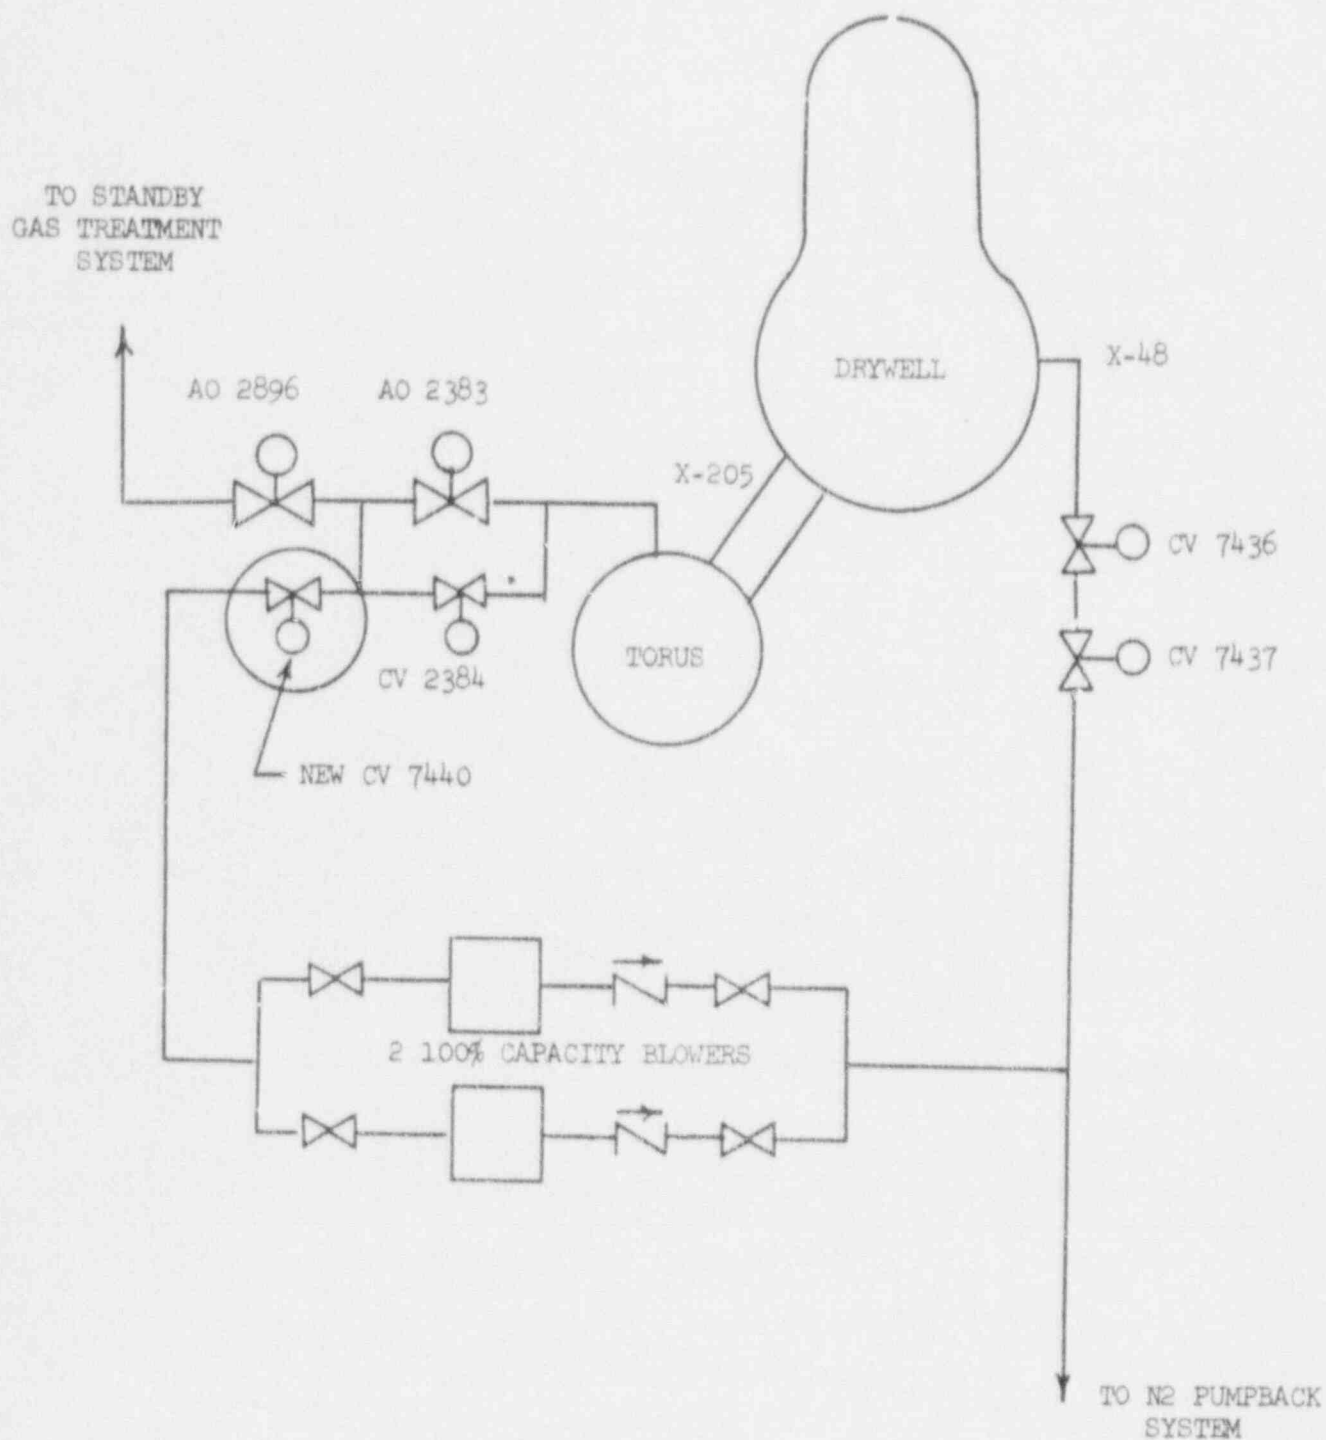 TO STANDBY
GAS TREATMENT
SYSTEM
AO 2896
AO 2383
DRYWELL
X-48
X-205
CV 7436
CV 7437
TORUS
CV 2384
NEW CV 7440
2 100% CAPACITY BLOWERS
TO N2 PUMPBACK
SYSTEM